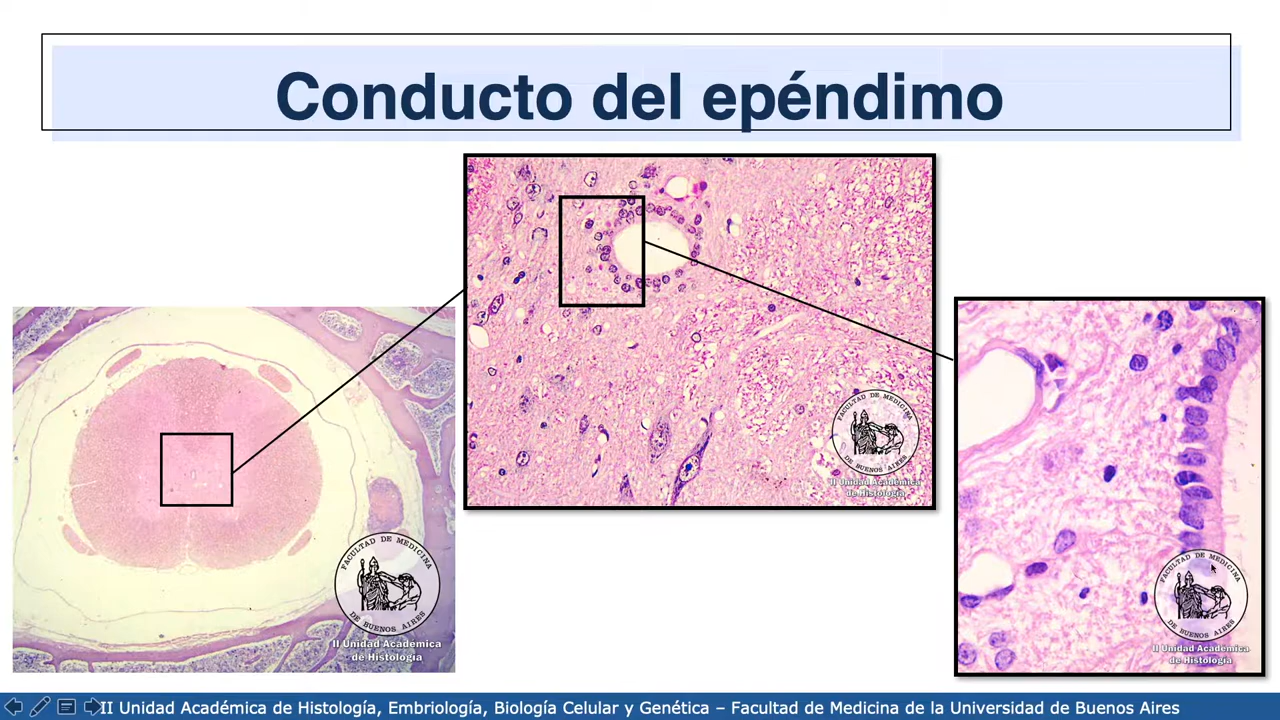 Conducto del epéndimo
FACULTAD DE MEDICINA
DE BUENOS AIRES
II Unidad Académica
de Histología
FACULTAD DE MEDICINA
DE BUENOS AIRES
II Unidad Académica
de Histología
FACULTAD DE MEDICINA
DE BUENOS AIRES
II Unidad Académica
de Histología
II Unidad Académica de Histología, Embriología, Biología Celular y Genética – Facultad de Medicina de la Universidad de Buenos Aires